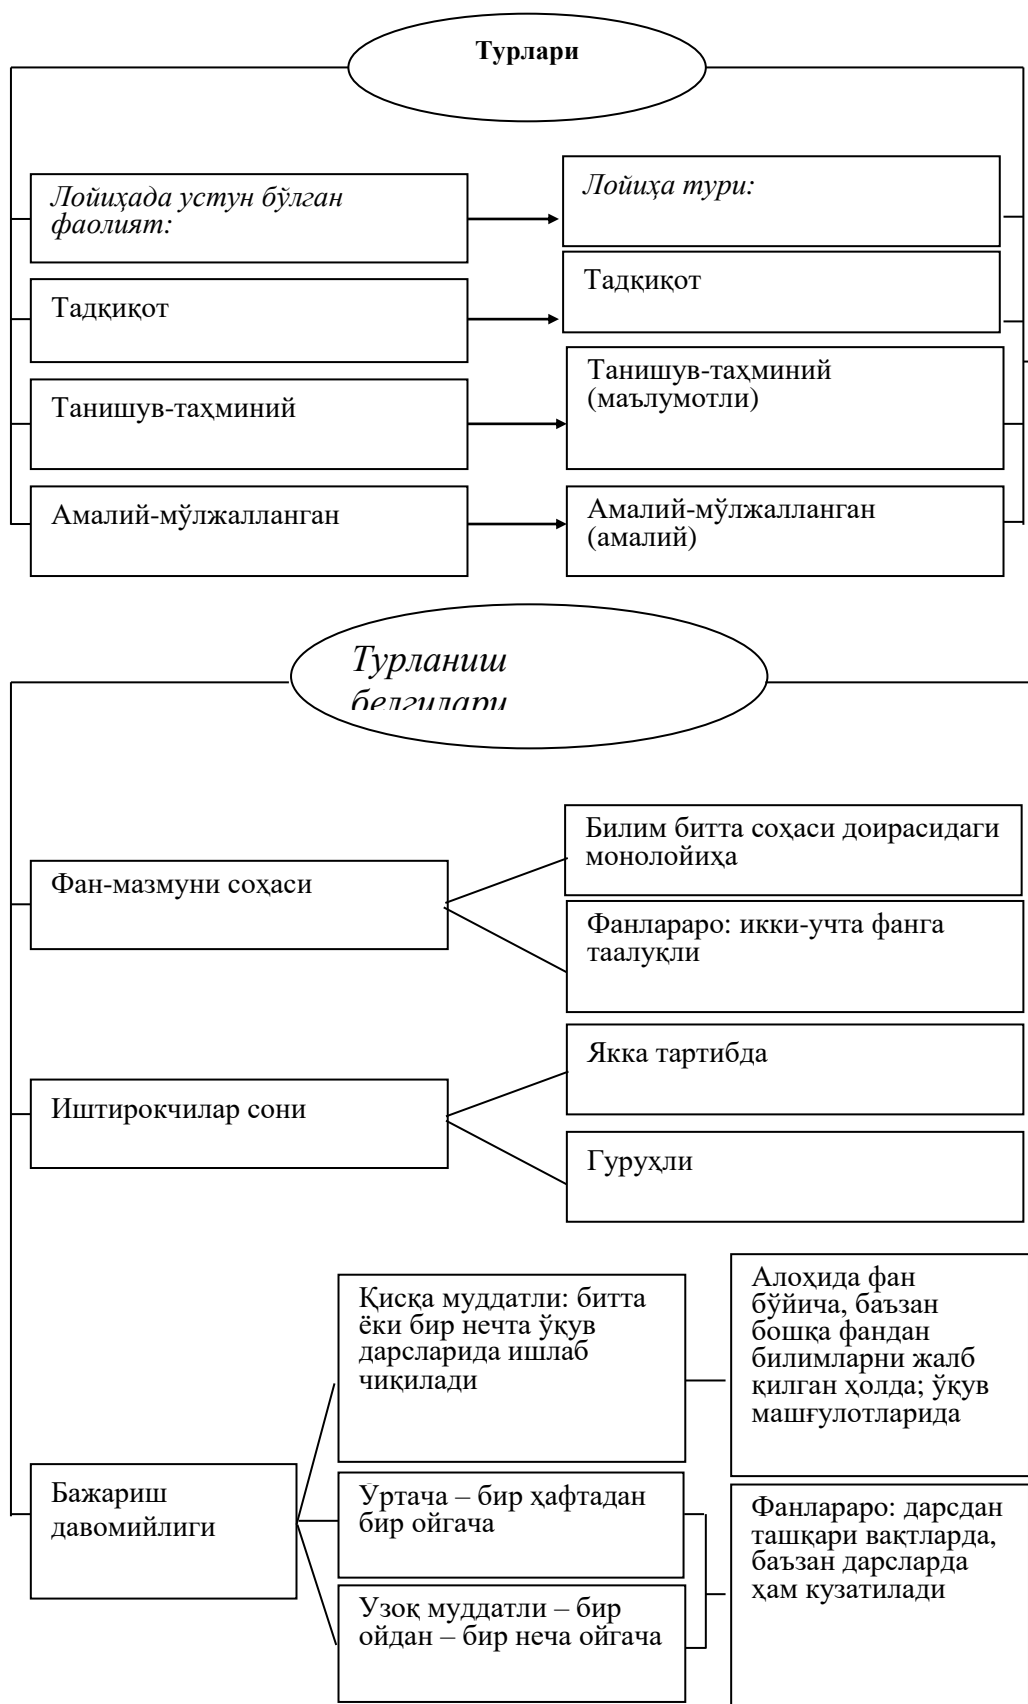 Турлари
Лойиҳада устун бўлган
фаолият:
Лойиҳа тури:
Тадқиқот
Тадқиқот
Танишув-таҳминий
Танишув-таҳминий
(маълумотли)
Амалий-мўлжалланган
Амалий-мўлжалланган
(амалий)
Турланиш
белгилари
Фан-мазмуни соҳаси
Билим битта соҳаси доирасидаги
монолойиҳа
Фанлараро: икки-учта фанга
таалуқли
Иштирокчилар сони
Якка тартибда
Гуруҳли
Бажариш
давомийлиги
Қисқа муддатли: битта
ёки бир нечта ўқув
дарсларида ишлаб
чиқилади
Алоҳида фан
бўйича, баъзан
бошқа фандан
билимларни жалб
қилган ҳолда; ўқув
машғулотларида
Ўртача – бир ҳафтадан
бир ойгача
Узоқ муддатли – бир
ойдан – бир неча ойгача
Фанлараро: дарсдан
ташқари вақтларда,
баъзан дарсларда
ҳам кузатилади